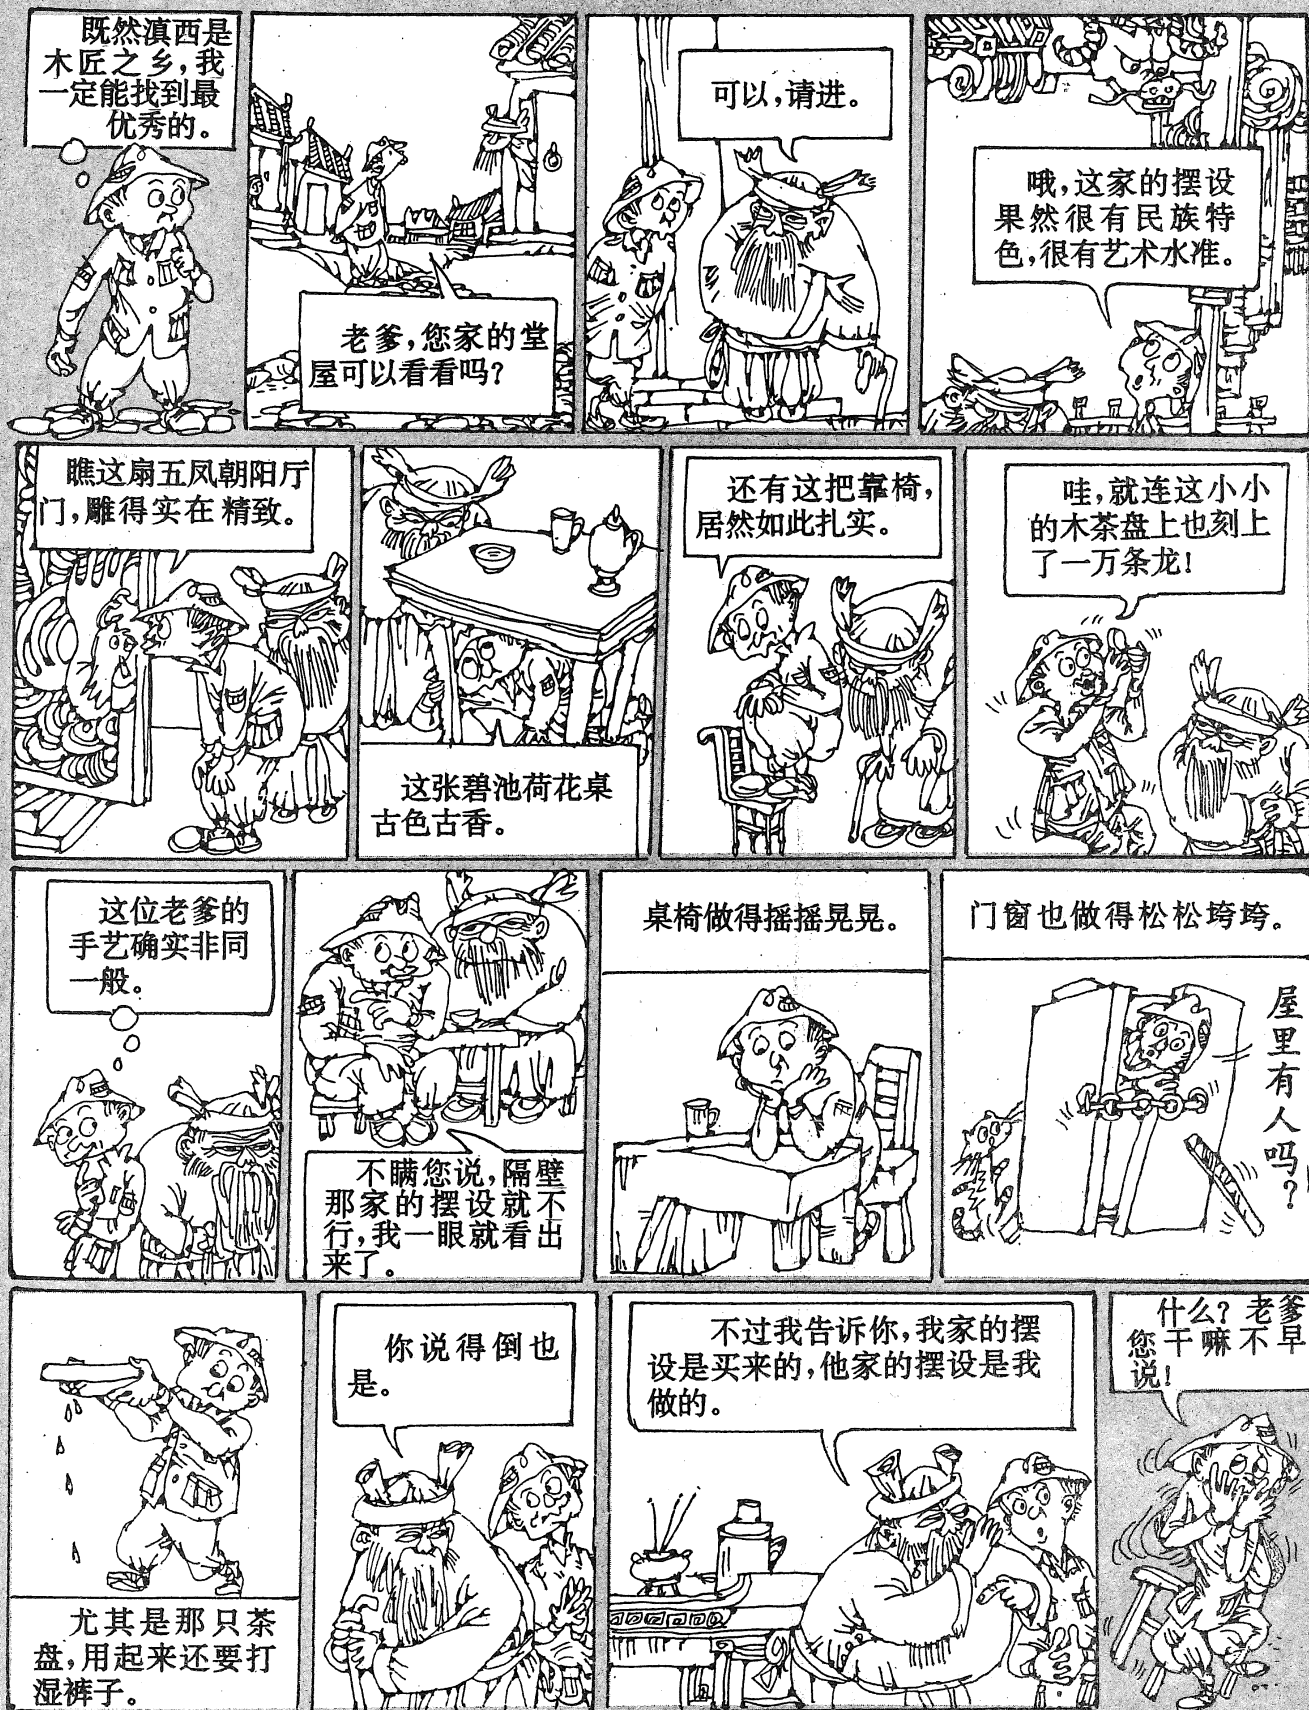 既然滇西是
木匠之乡，我
一定能找到最
优秀的。
老爹，您家的堂
屋可以看看吗？
可以，请进。
哦，这家的摆设
果然很有民族特
色，很有艺术水准。
瞧这扇五凤朝阳厅
门，雕得实在精致。
这张碧池荷花桌
古色古香。
还有这把靠椅，
居然如此扎实。
哇，就连这小小
的木茶盘上也刻上
了一万条龙！
这位老爹的
手艺确实非同
一般。
不瞒您说，隔壁
那家的摆设就不
行，我一眼就看出
来了。
桌椅做得摇摇晃晃。
门窗也做得松松垮垮。
屋里有人吗？
尤其是那只茶
盘，用起来还要打
湿裤子。
你说得倒也
是。
不过我告诉你，我家的摆
设是买来的，他家的摆设是我
做的。
什么？老爹
您干嘛不早
说！